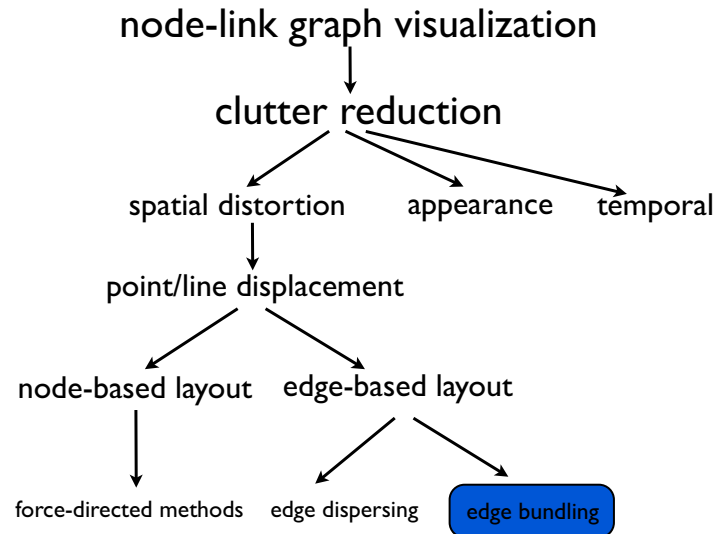 node-link graph visualization
clutter reduction
spatial distortion
appearance
temporal
point/line displacement
node-based layout
edge-based layout
force-directed methods
edge dispersing
edge bundling